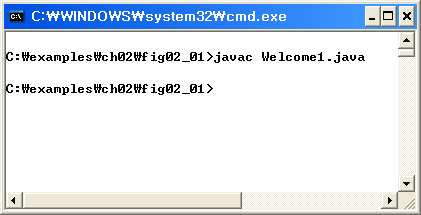 C:₩WINDOWS₩system32₩cmd.exe
C:₩examples₩ch02₩fig02_01>javac Welcome1.java
C:₩examples₩ch02₩fig02_01>